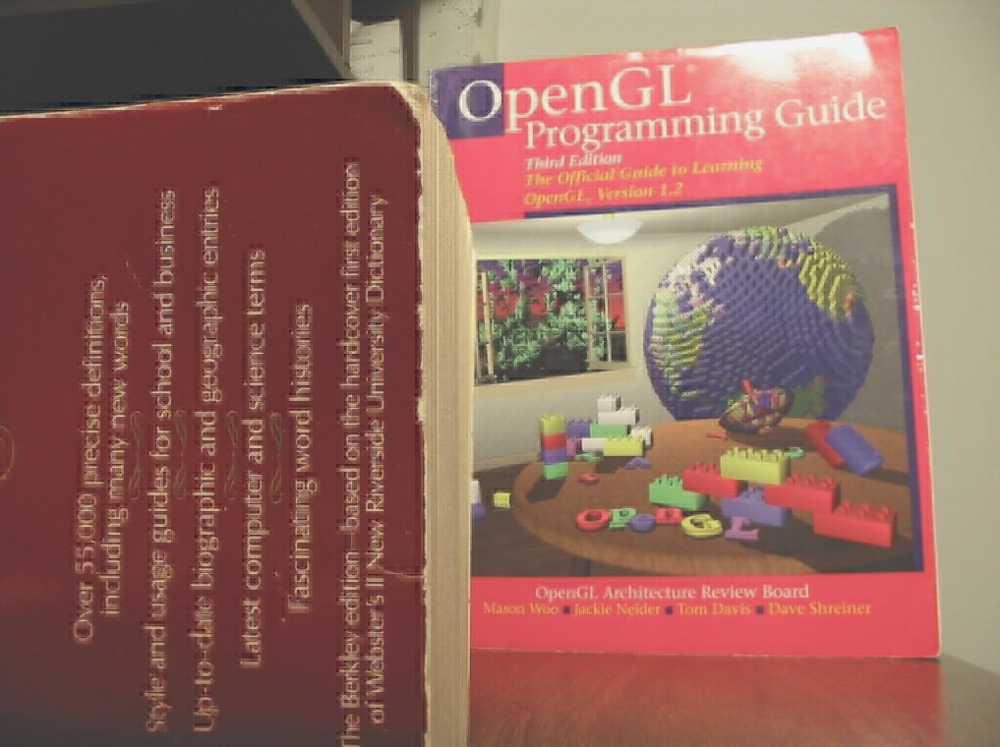 Over 55,000 precise definitions,
including many new words
Style and usage guides for school and business
Up-to-date biographic and geographic entries
Latest computer and science terms
Fascinating word histories
The Berkley edition—based on the hardcover first edition
of Webster's II New Riverside University Dictionary
OpenGL®
Programming Guide
Third Edition
The Official Guide to Learning
OpenGL, Version 1.2
OPENGL
OpenGL Architecture Review Board
Mason Woo ■ Jackie Neider ■ Tom Davis ■ Dave Shreiner